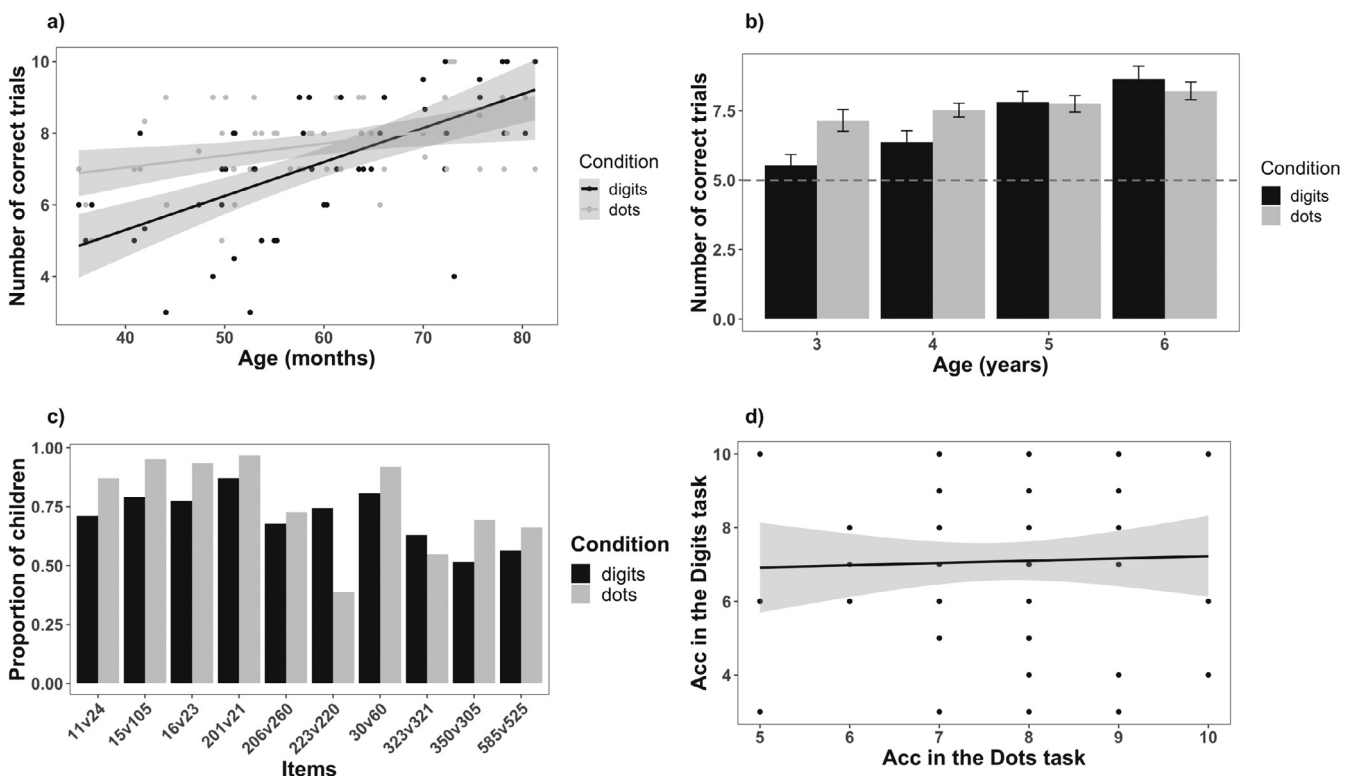 a)
Number of correct trials
10
8
6
4
40 50 60 70 80
Age (months)
Condition
digits
dots
b)
Number of correct trials
7.5
5.0
2.5
0.0
3 4 5 6
Age (years)
Condition
digits
dots
c)
Proportion of children
1.00
0.75
0.50
0.25
0.00
11v24 15v105 16v23 201v21 206v260 223v220 30v60 323v321 350v305 585v525
Items
Condition
digits
dots
d)
Acc in the Digits task
10
8
6
4
5 6 7 8 9 10
Acc in the Dots task